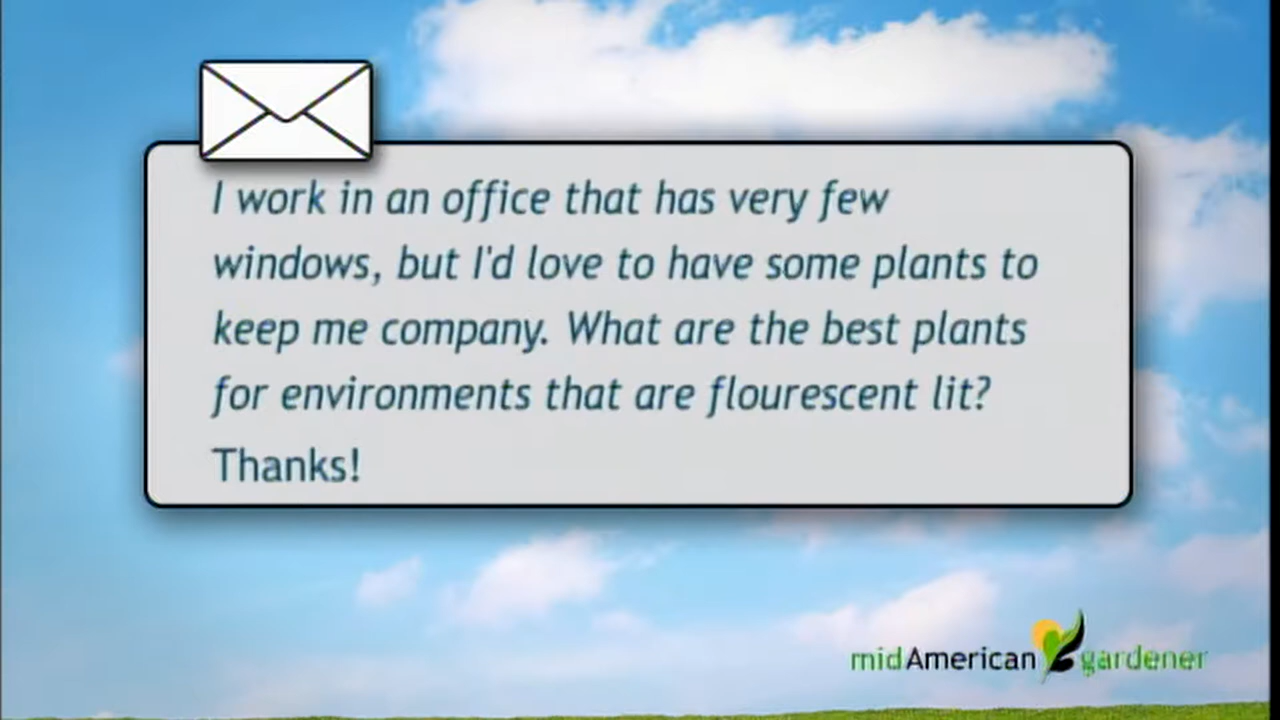 I work in an office that has very few
windows, but I'd love to have some plants to
keep me company. What are the best plants
for environments that are flourescent lit?
Thanks!
midAmerican gardener